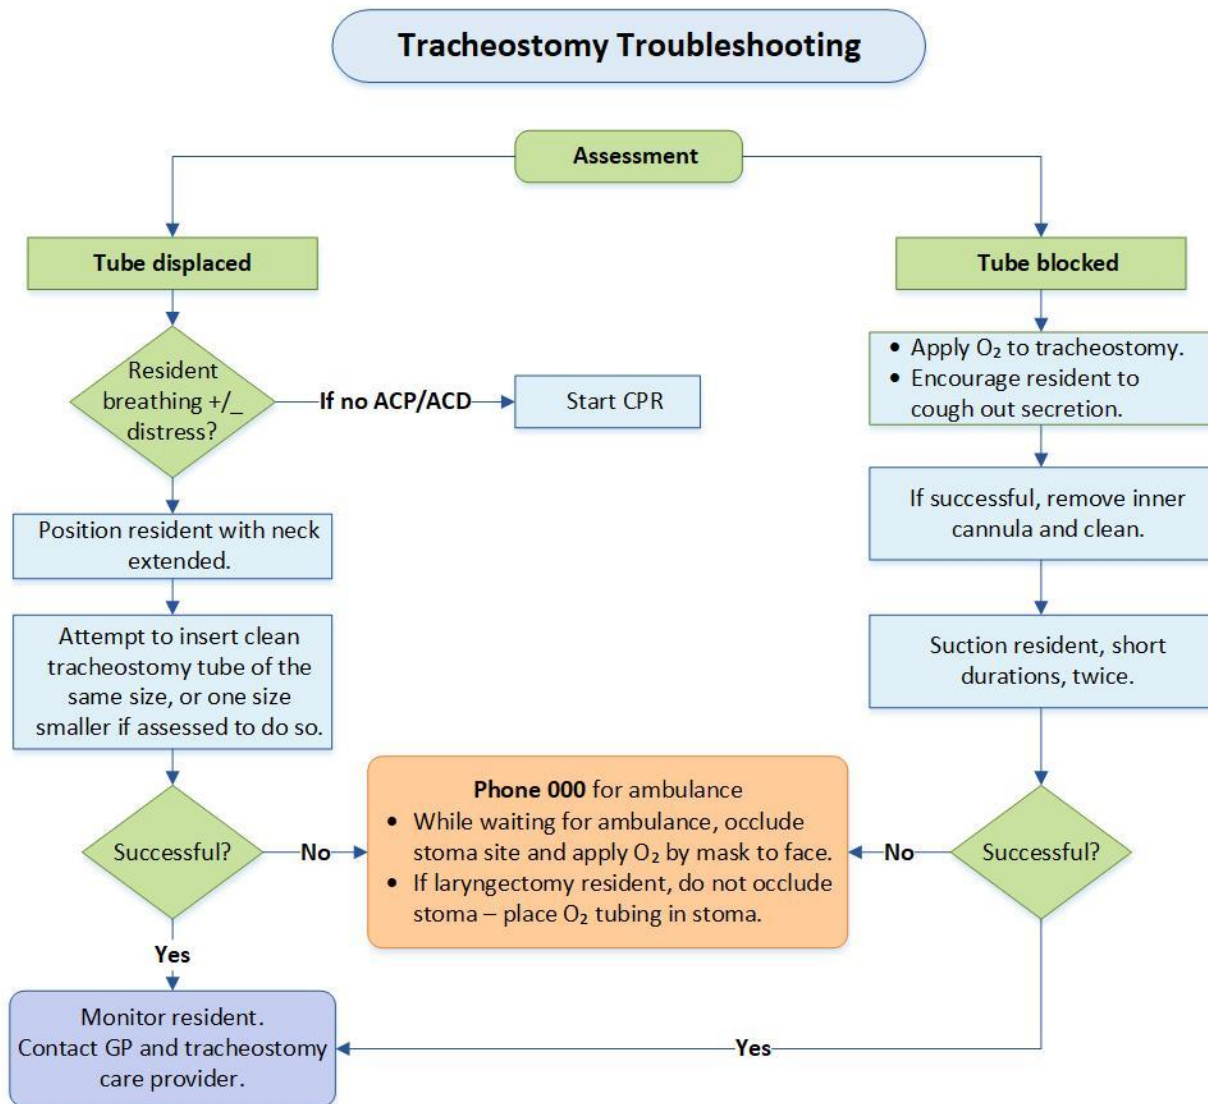 Tracheostomy Troubleshooting
Assessment
Tube displaced
Resident
breathing +/_
distress?
If no ACP/ACD
Start CPR
Position resident with neck
extended.
Attempt to insert clean
tracheostomy tube of the
same size, or one size
smaller if assessed to do so.
Successful?
No
Yes
Tube blocked
• Apply O₂ to tracheostomy.
• Encourage resident to
cough out secretion.
If successful, remove inner
cannula and clean.
Suction resident, short
durations, twice.
Successful?
No
Yes
Phone 000 for ambulance
• While waiting for ambulance, occlude
stoma site and apply O₂ by mask to face.
• If laryngectomy resident, do not occlude
stoma – place O₂ tubing in stoma.
Monitor resident.
Contact GP and tracheostomy
care provider.